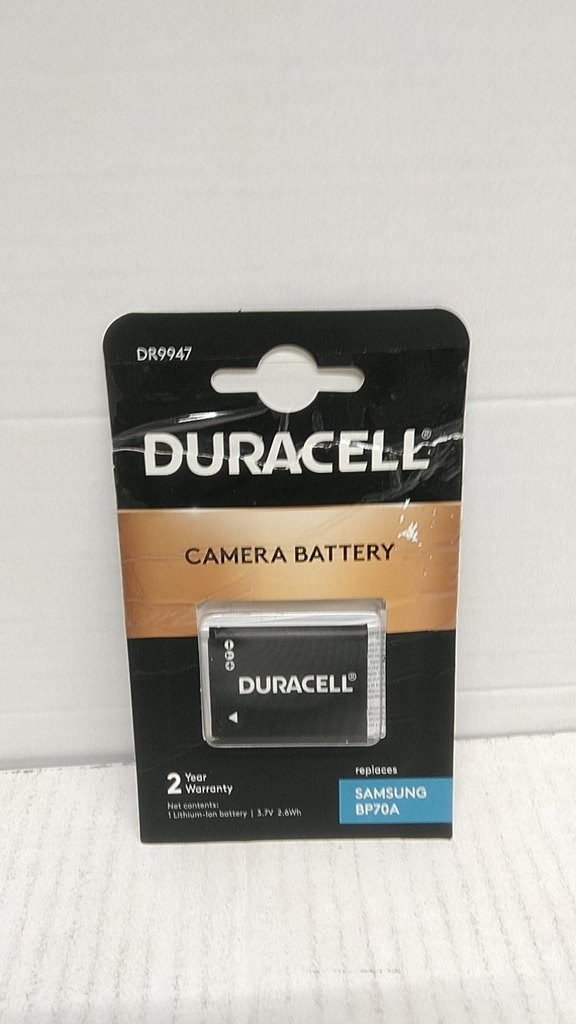 DR9947
DURACELL®
CAMERA BATTERY
DURACELL®
2 Year
Warranty
Net contents:
1 Lithium-Ion battery | 3.7V 2.6Wh
replaces
SAMSUNG
BP70A